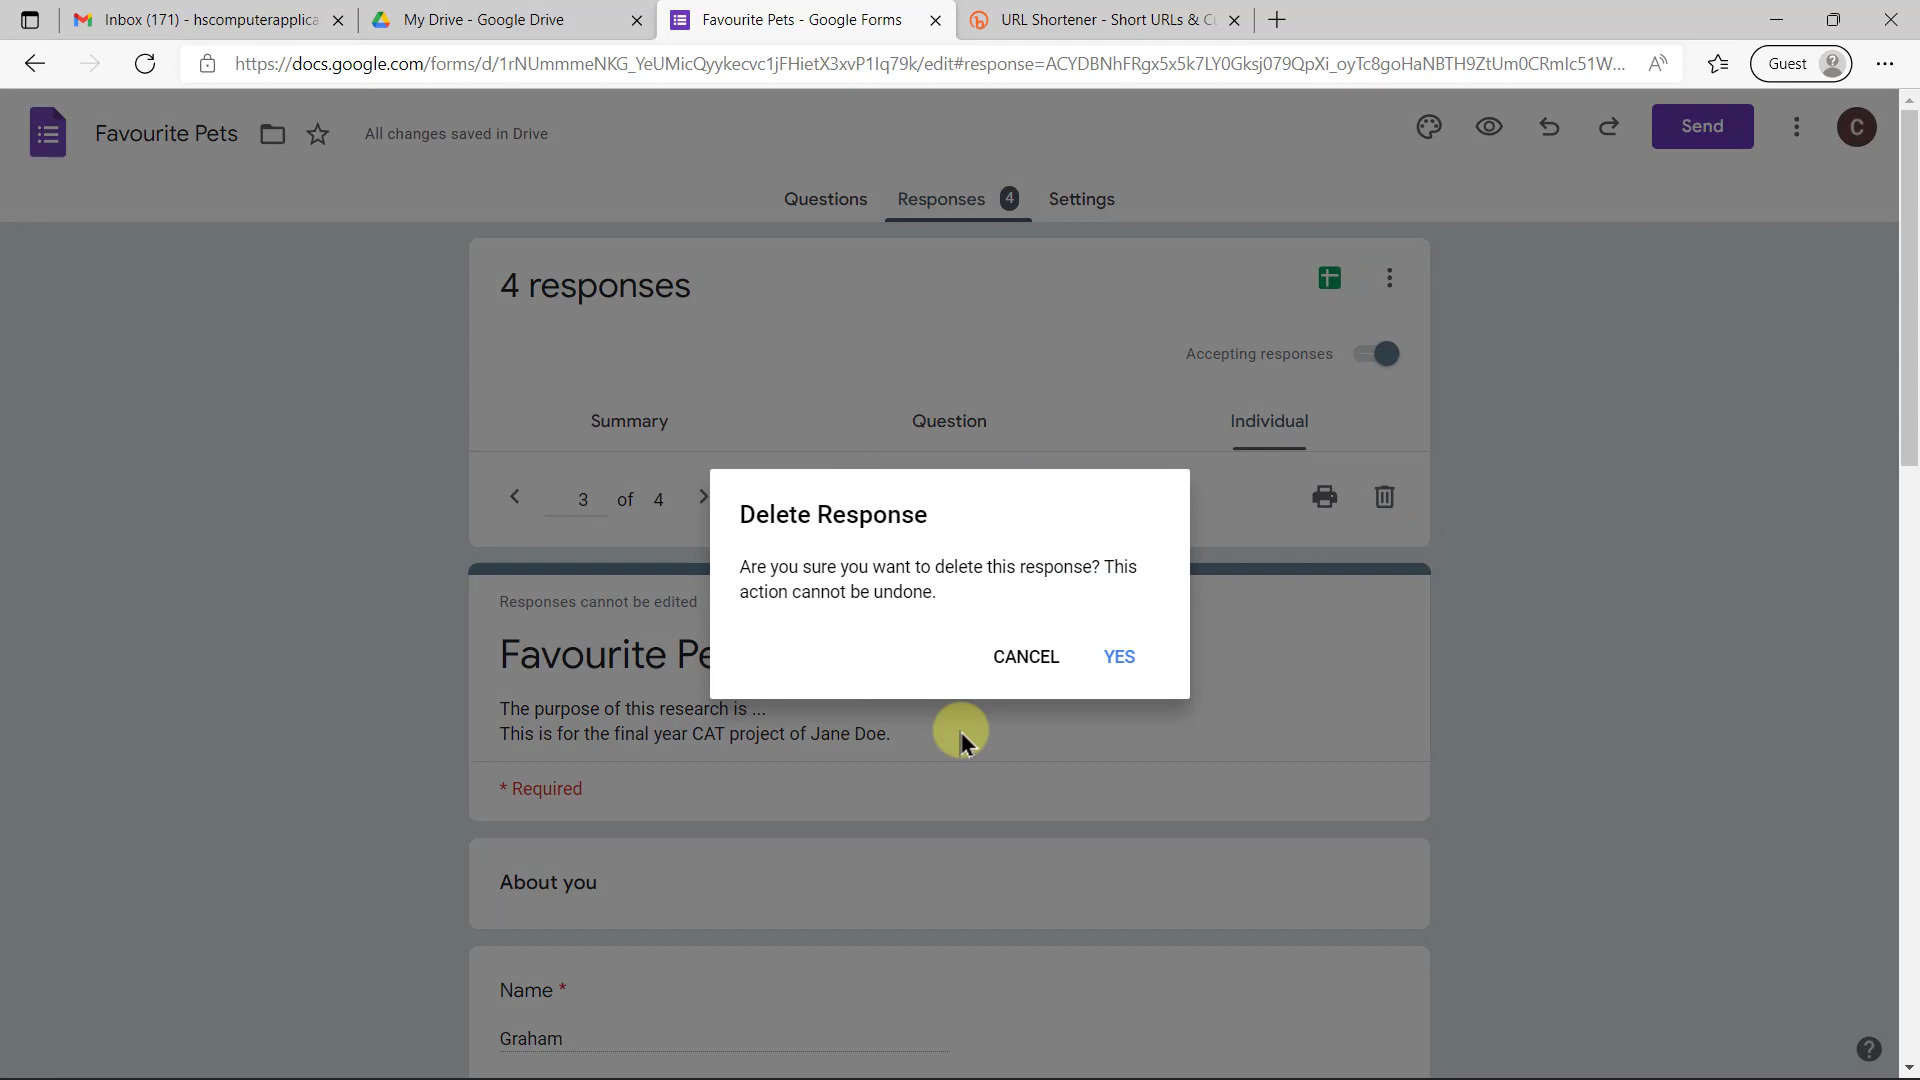 Inbox (171) - hscomputerapplica
My Drive - Google Drive
Favourite Pets - Google Forms
URL Shortener - Short URLs & Cu
https://docs.google.com/forms/d/1rNUmmmeNKG_YeUMicQyykecvc1jFHietX3xvP1Iq79k/edit#response=ACYDBNhFRgx5x5k7LY0Gksj079QpXi_oyTc8goHaNBTH9ZtUm0CRmIc51W...
Guest
Favourite Pets
All changes saved in Drive
Send
C
Questions
Responses 4
Settings
4 responses
Accepting responses
Summary
Question
Individual
3 of 4
Delete Response
Are you sure you want to delete this response? This
action cannot be undone.
CANCEL
YES
Responses cannot be edited
Favourite Pe
The purpose of this research is ...
This is for the final year CAT project of Jane Doe.
* Required
About you
Name *
Graham